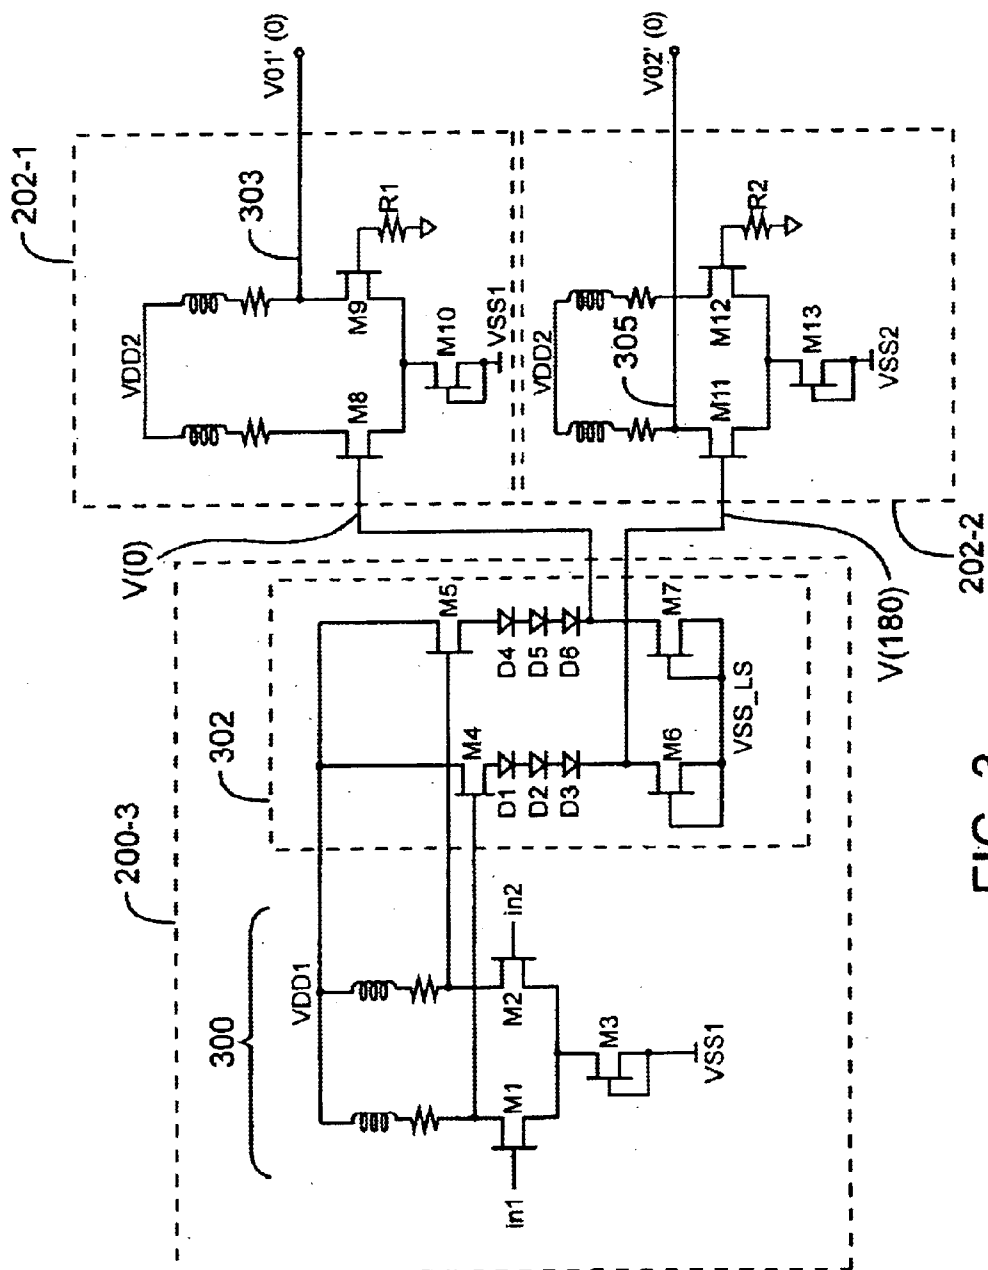 202-1
V01' (0)
303
VDD2
R1
M9
M8
M10
VSS1
V(0)
V02' (0)
VDD2
305
R2
M12
M11
M13
VSS2
202-2
V(180)
200-3
302
M5
D4
D5
D6
M7
M4
D1
D2
D3
M6
VSS_LS
300
VDD1
in2
M2
M1
M3
VSS1
in1